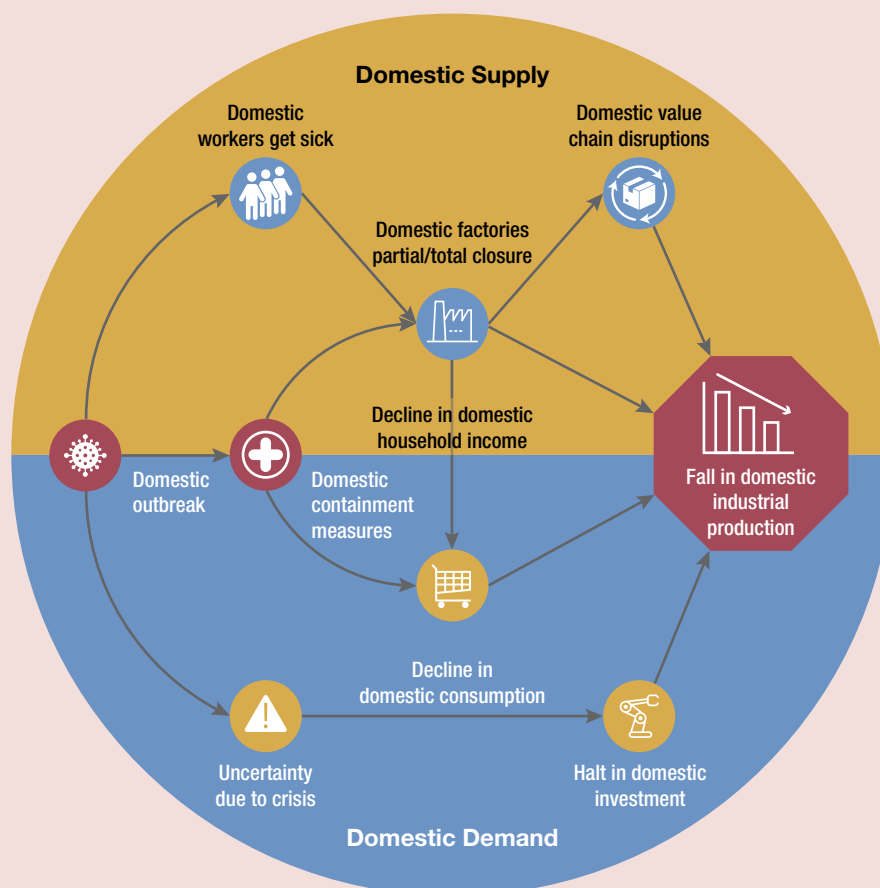 Domestic Supply
Domestic
workers get sick
Domestic value
chain disruptions
Domestic factories
partial/total closure
Decline in domestic
household income
Domestic
outbreak
Domestic
containment
measures
Fall in domestic
industrial
production
Decline in
domestic consumption
Uncertainty
due to crisis
Halt in domestic
investment
Domestic Demand